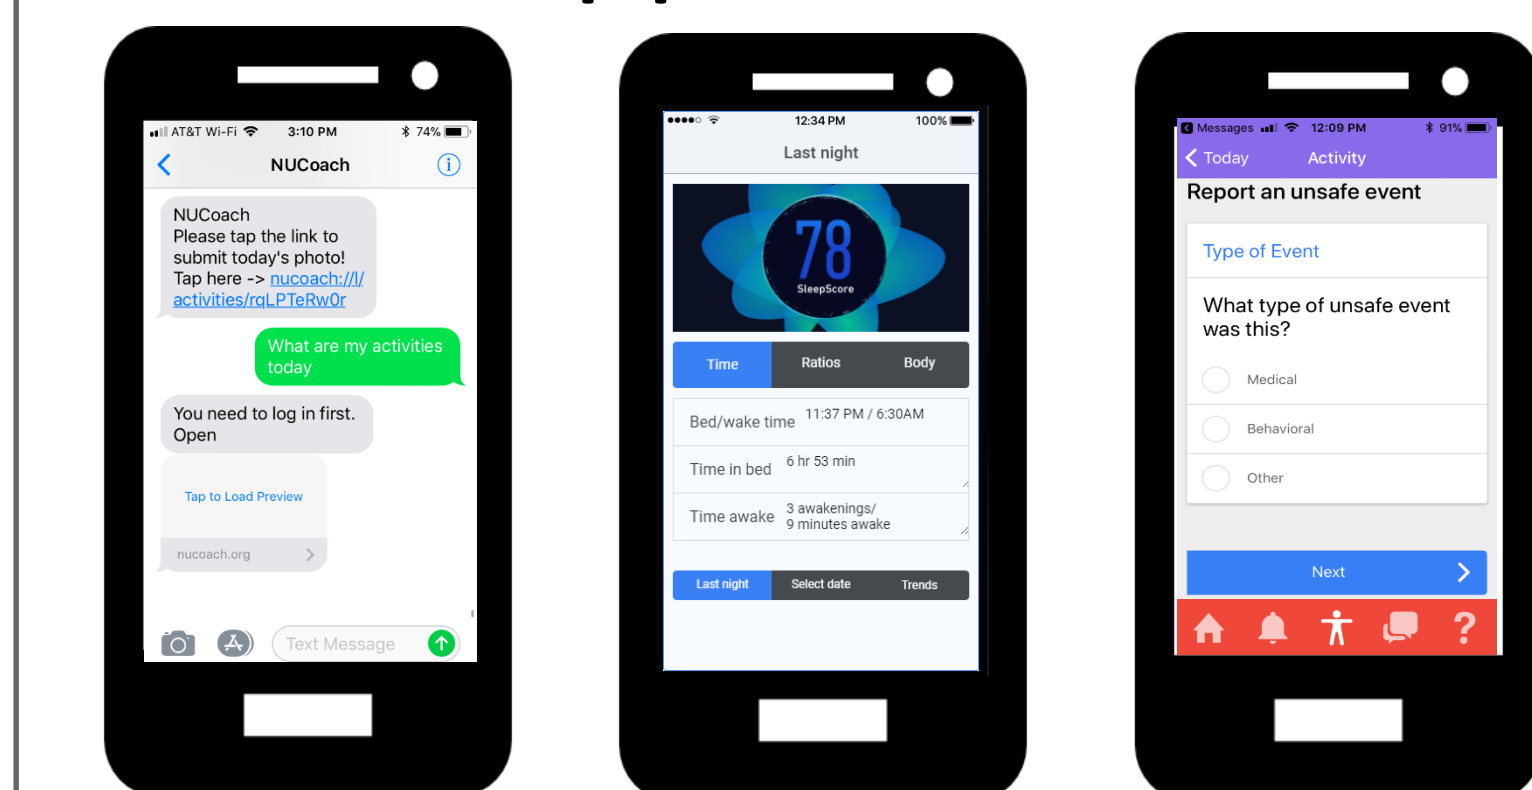 AT&T Wi-Fi 3:10 PM 74%
NUCoach
NUCoach
Please tap the link to
submit today's photo!
Tap here -> nucoach://l/
activities/rqLPTeRw0r
What are my activities
today
You need to log in first.
Open
Tap to Load Preview
nucoach.org
Text Message
12:34 PM 100%
Last night
78
SleepScore
Time Ratios Body
Bed/wake time 11:37 PM / 6:30AM
Time in bed 6 hr 53 min
Time awake 3 awakenings/
9 minutes awake
Last night Select date Trends
Messages 12:09 PM 91%
Today Activity
Report an unsafe event
Type of Event
What type of unsafe event
was this?
Medical
Behavioral
Other
Next
?